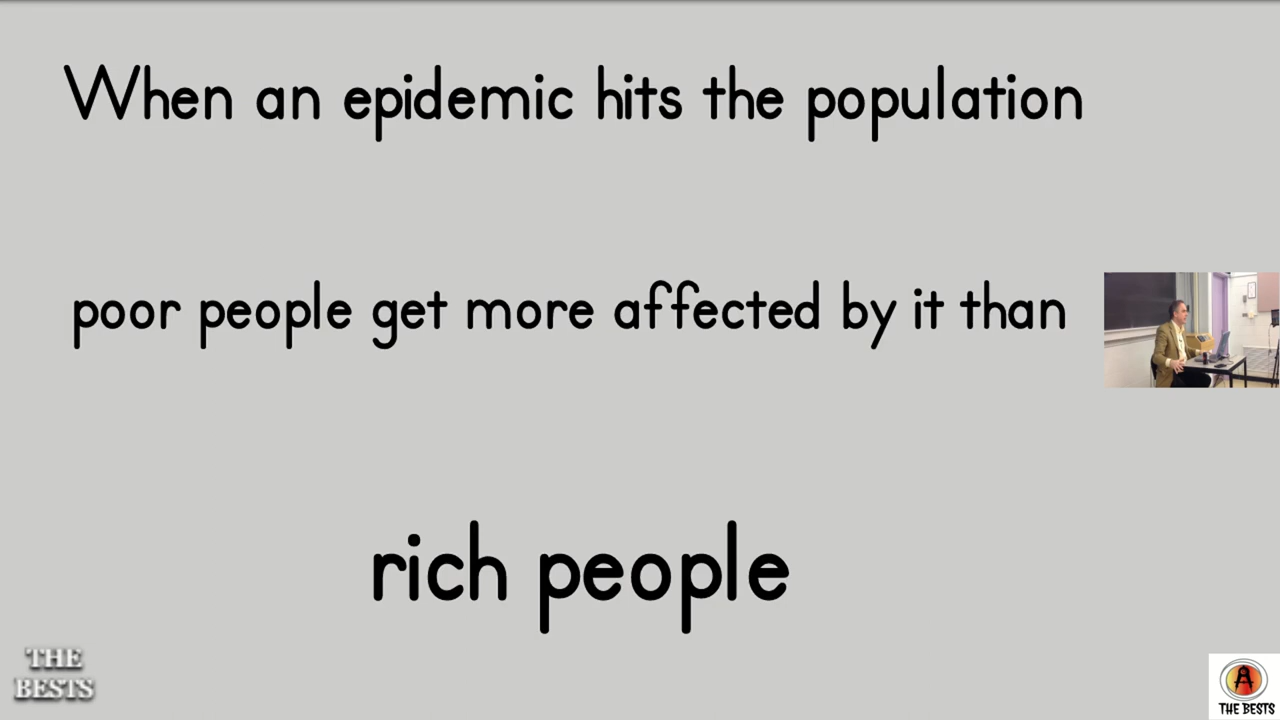 When an epidemic hits the population
poor people get more affected by it than
rich people
THE
BESTS
A
THE BESTS